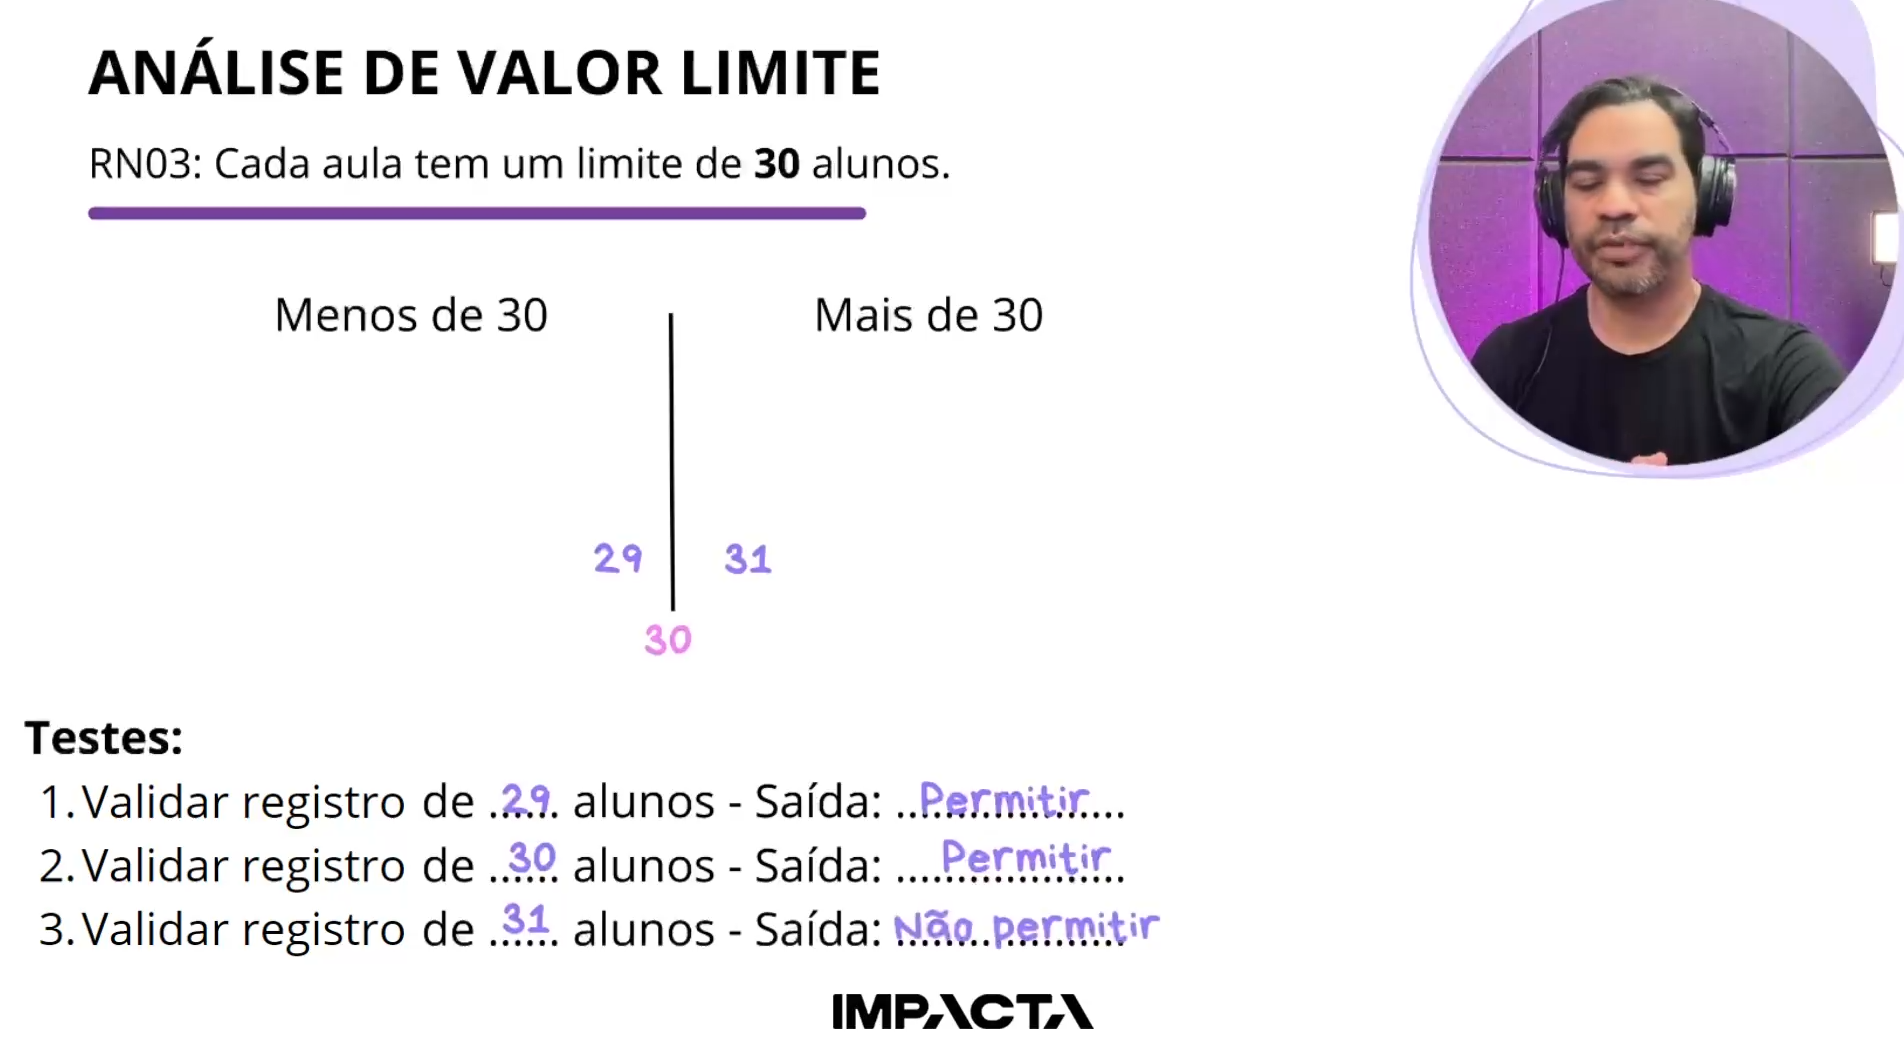 ANÁLISE DE VALOR LIMITE
RN03: Cada aula tem um limite de 30 alunos.
Menos de 30
Mais de 30
29
31
30
Testes:
1. Validar registro de 29 alunos - Saída: Permitir
2. Validar registro de 30 alunos - Saída: Permitir
3. Validar registro de 31 alunos - Saída: Não permitir
IMPACTA